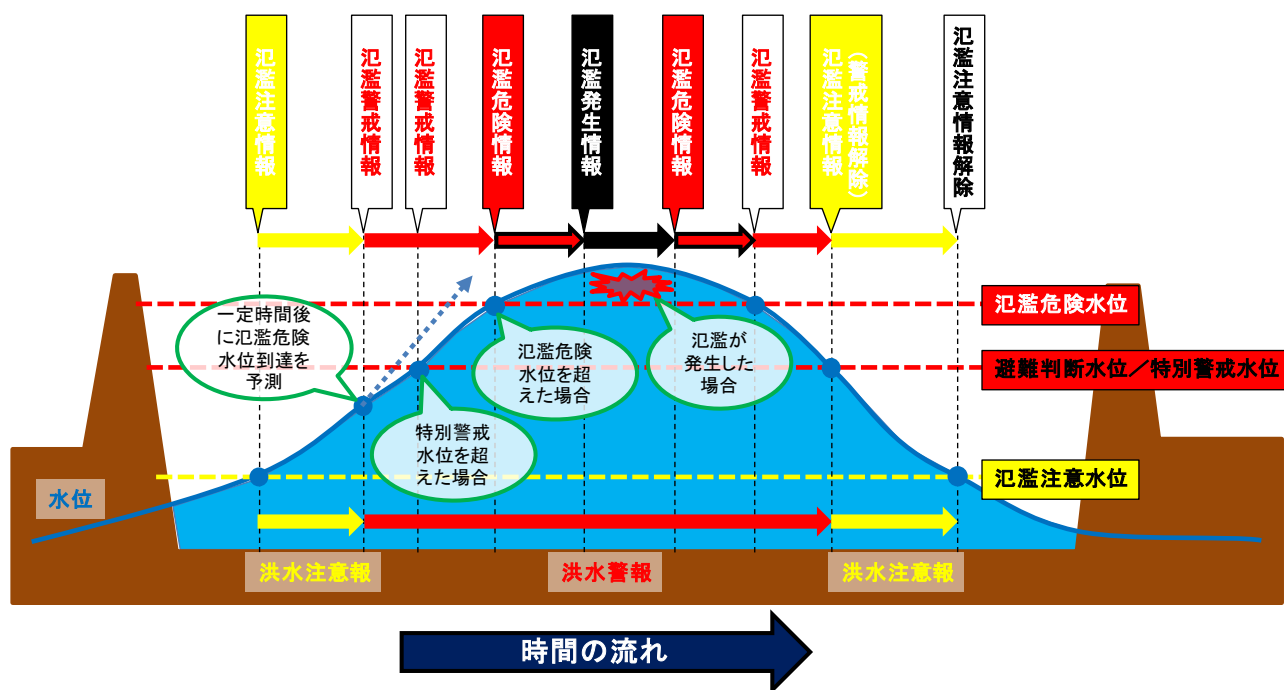 氾濫注意情報
氾濫警戒情報
氾濫警戒情報
氾濫危険情報
氾濫発生情報
氾濫危険情報
氾濫警戒情報
氾濫注意情報
（警戒情報解除）
氾濫注意情報解除
一定時間後
に氾濫危険
水位到達を
予測
氾濫危険
水位を超
えた場合
氾濫が
発生した
場合
特別警戒
水位を超
えた場合
氾濫危険水位
避難判断水位／特別警戒水位
氾濫注意水位
水位
洪水注意報
洪水警報
洪水注意報
時間の流れ